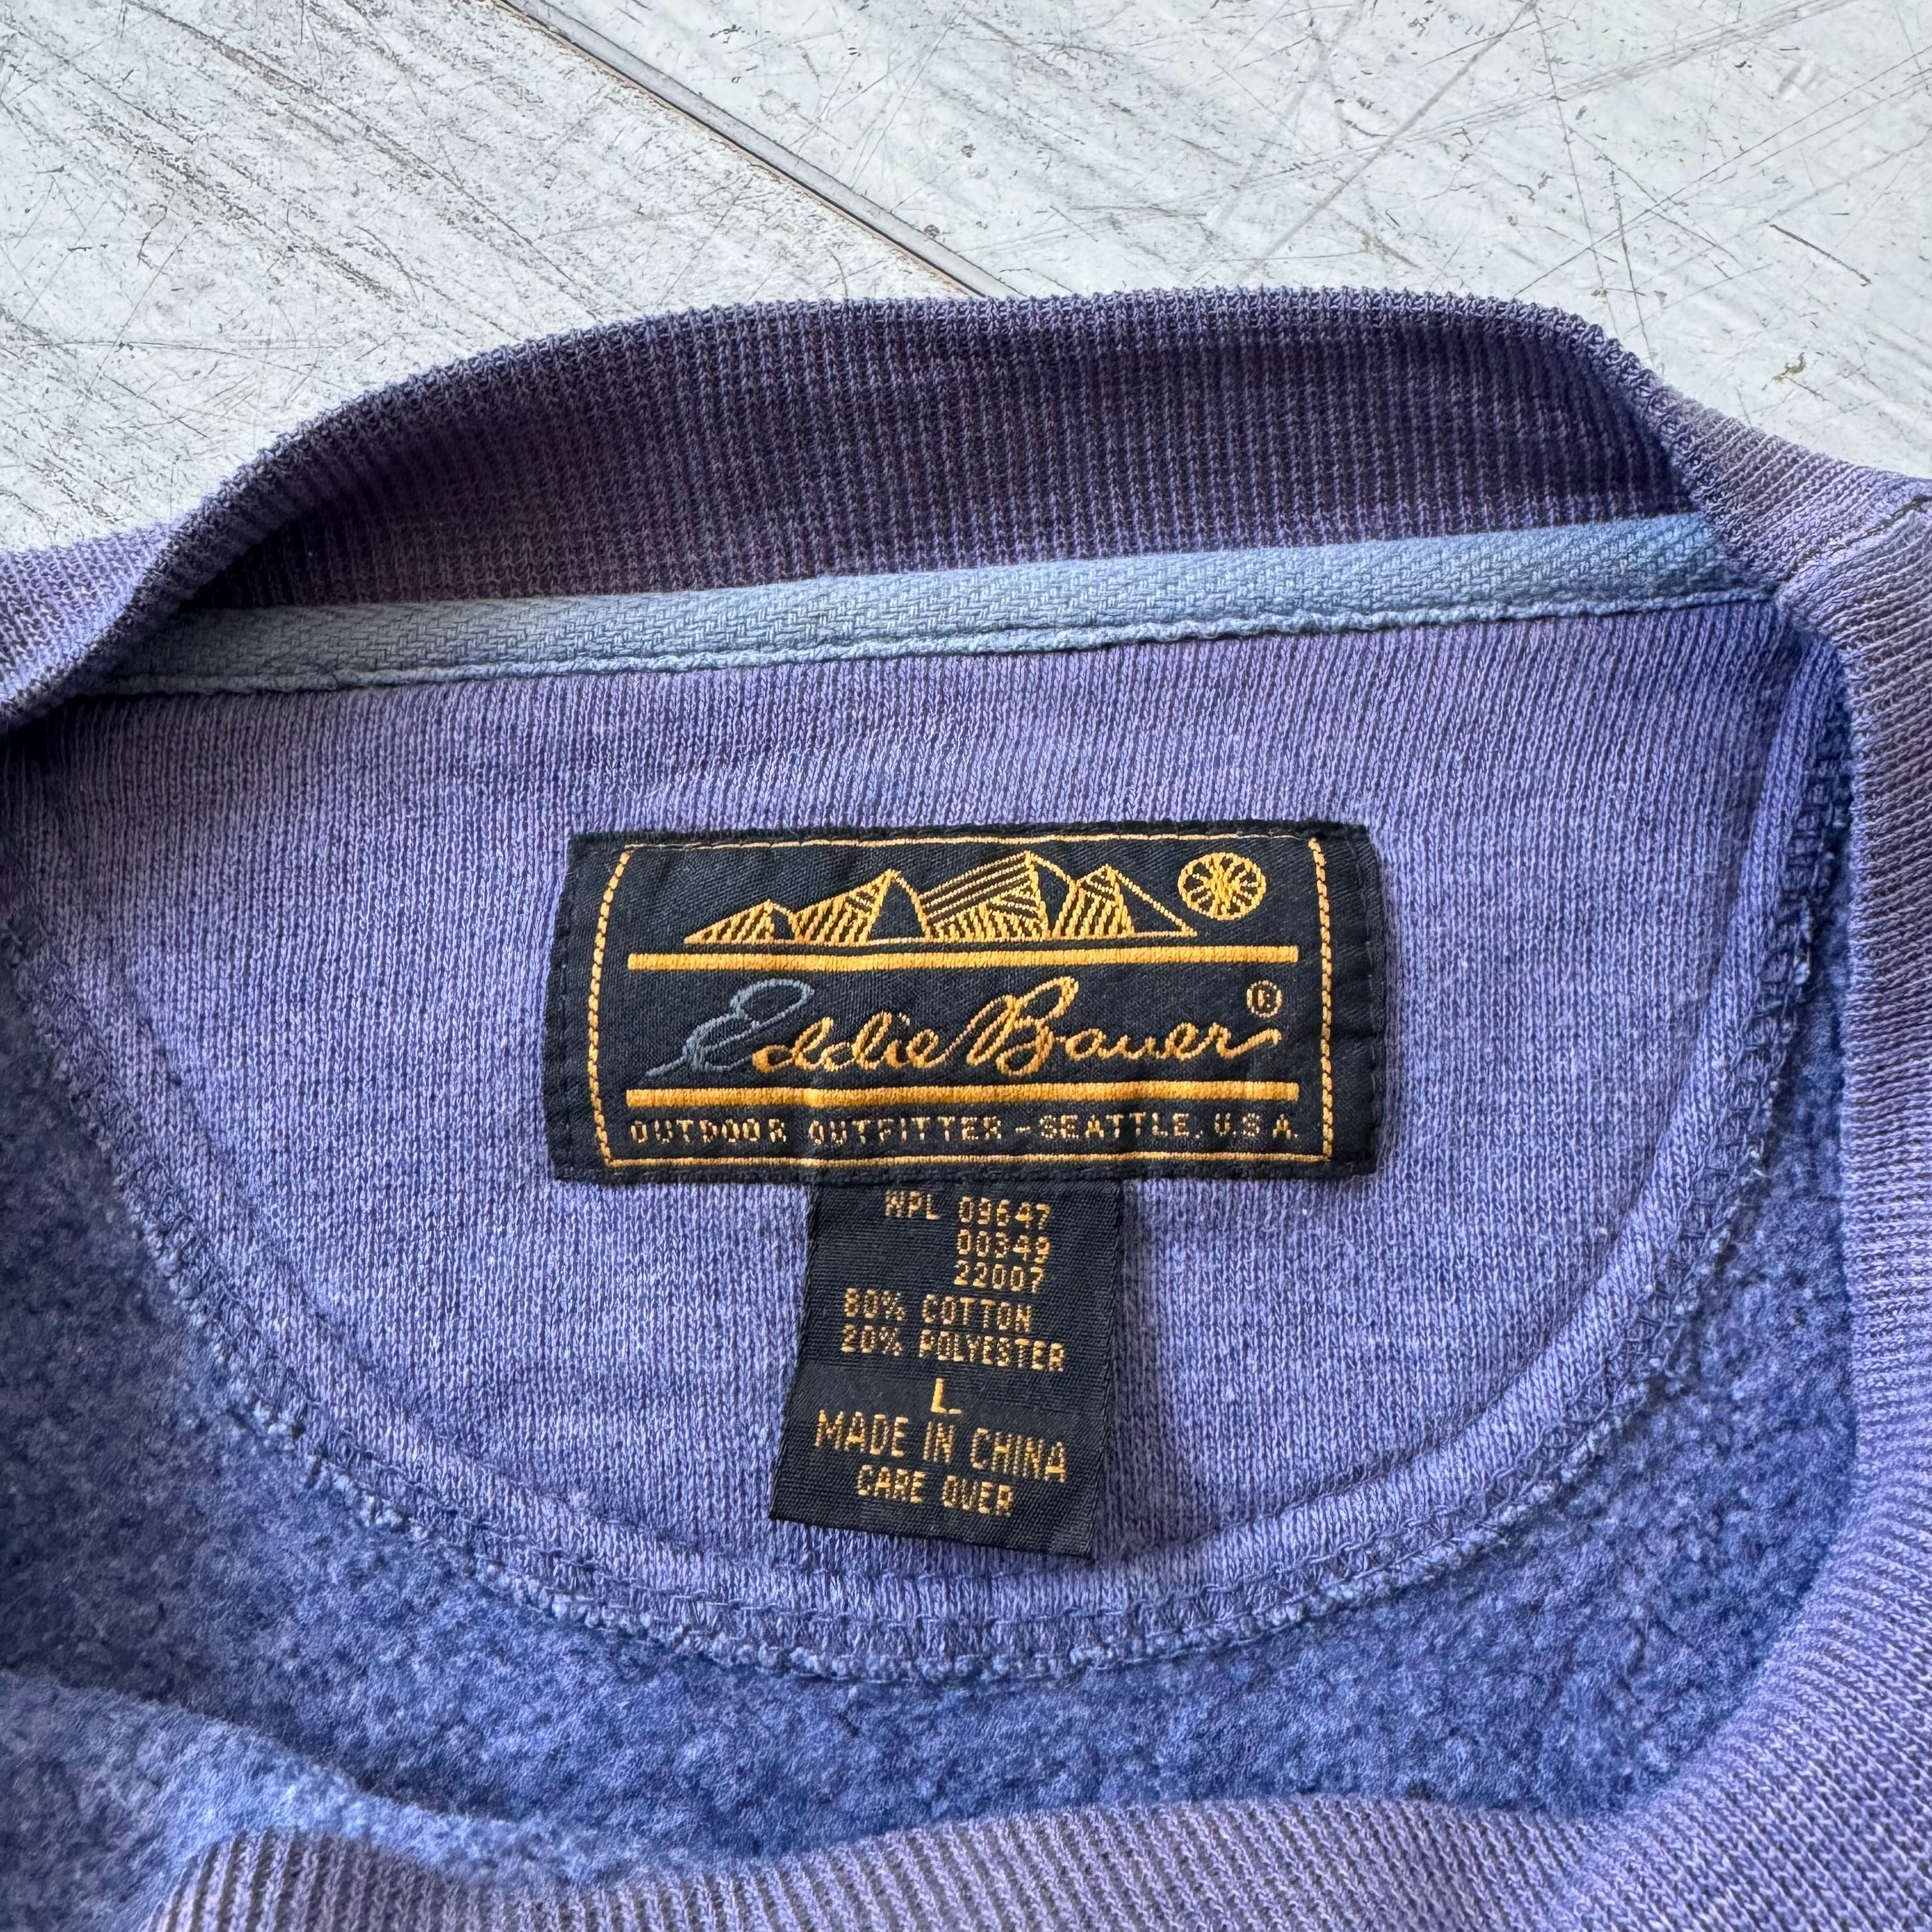 Eddie Bauer®
OUTDOOR OUTFITTER - SEATTLE, U.S.A.
WPL 09647
00349
22007
80% COTTON
20% POLYESTER
L
MADE IN CHINA
CARE OVER